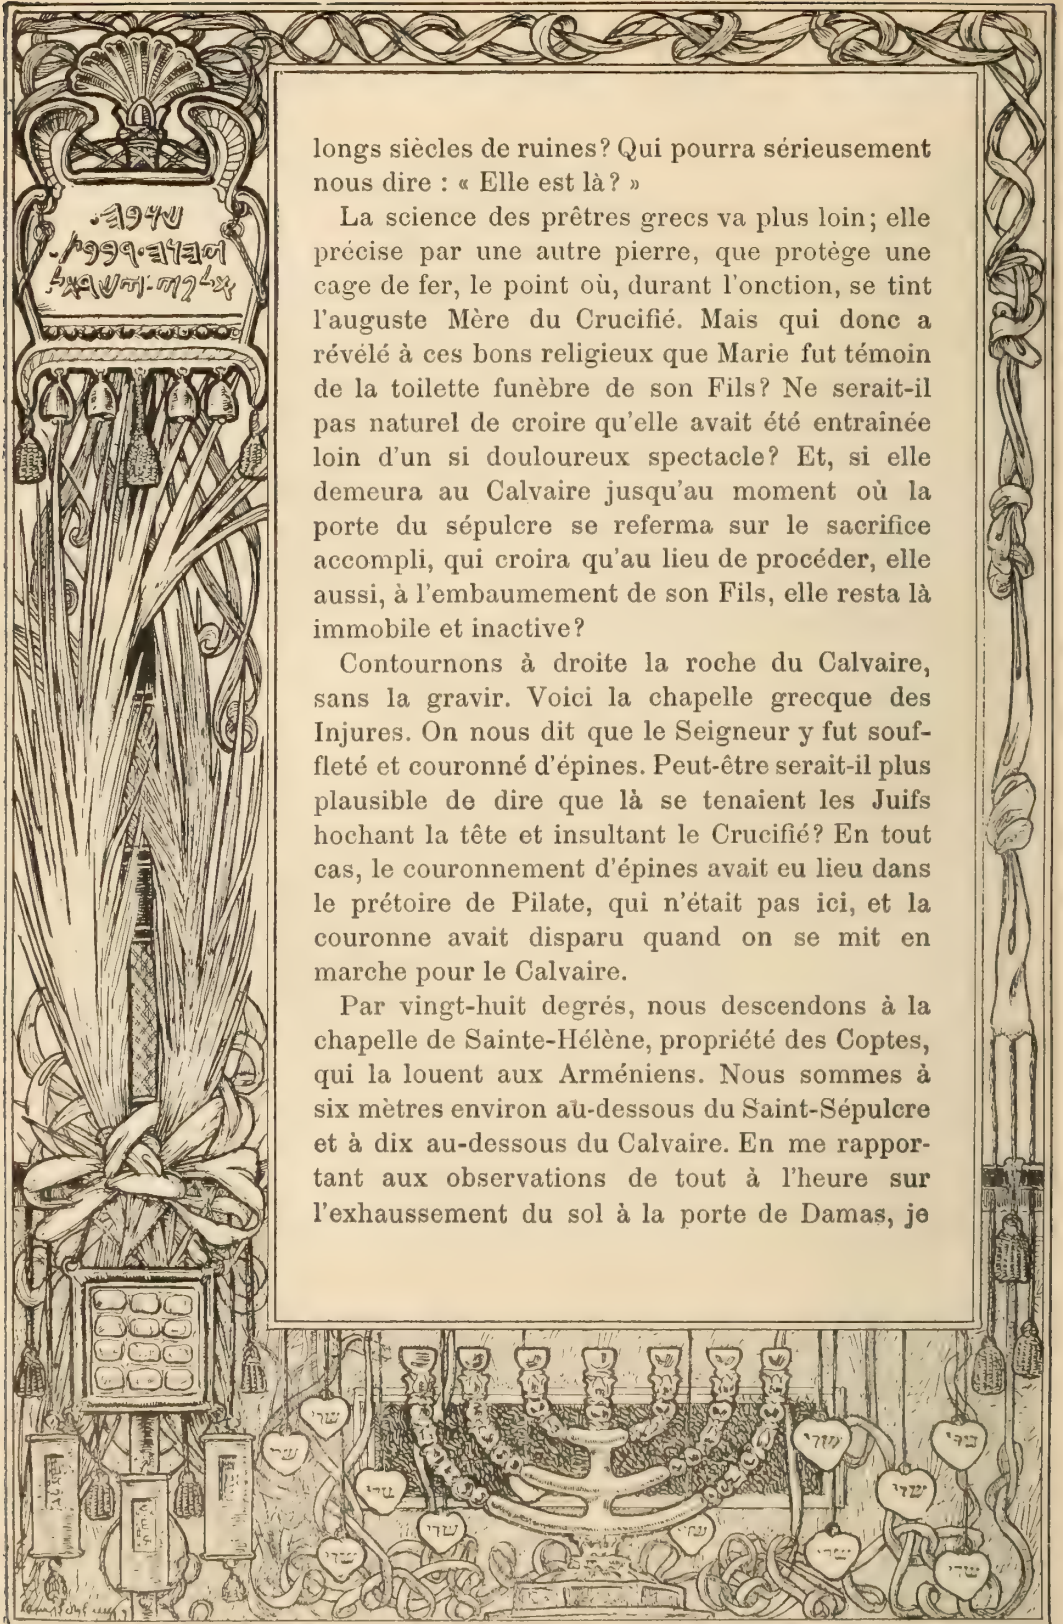 longs siècles de ruines? Qui pourra sérieusement
nous dire : « Elle est là? »
La science des prêtres grecs va plus loin; elle
précise par une autre pierre, que protège une
cage de fer, le point où, durant l'onction, se tint
l'auguste Mère du Crucifié. Mais qui donc a
révélé à ces bons religieux que Marie fut témoin
de la toilette funèbre de son Fils? Ne serait-il
pas naturel de croire qu'elle avait été entraînée
loin d'un si douloureux spectacle? Et, si elle
demeura au Calvaire jusqu'au moment où la
porte du sépulcre se referma sur le sacrifice
accompli, qui croira qu'au lieu de procéder, elle
aussi, à l'embaumement de son Fils, elle resta là
immobile et inactive?
Contournons à droite la roche du Calvaire,
sans la gravir. Voici la chapelle grecque des
Injures. On nous dit que le Seigneur y fut souf-
fleté et couronné d'épines. Peut-être serait-il plus
plausible de dire que là se tenaient les Juifs
hochant la tête et insultant le Crucifié? En tout
cas, le couronnement d'épines avait eu lieu dans
le prétoire de Pilate, qui n'était pas ici, et la
couronne avait disparu quand on se mit en
marche pour le Calvaire.
Par vingt-huit degrés, nous descendons à la
chapelle de Sainte-Hélène, propriété des Coptes,
qui la louent aux Arméniens. Nous sommes à
six mètres environ au-dessous du Saint-Sépulcre
et à dix au-dessous du Calvaire. En me rappor-
tant aux observations de tout à l'heure sur
l'exhaussement du sol à la porte de Damas, je
שדי
שדי
שדי
שדי
שדי
שדי
שדי
שדי
שדי
שדי
שדי